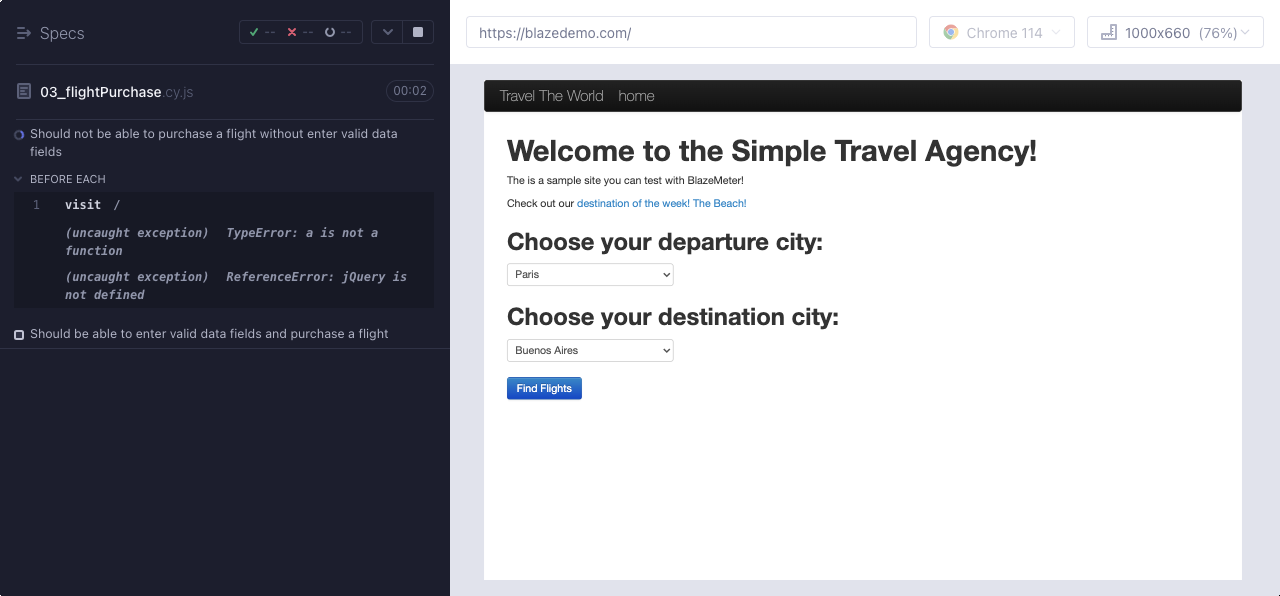 Specs
-- -- --
03_flightPurchase.cy.js
00:02
Should not be able to purchase a flight without enter valid data
fields
BEFORE EACH
1 visit /
(uncaught exception) TypeError: a is not a
function
(uncaught exception) ReferenceError: jQuery is
not defined
Should be able to enter valid data fields and purchase a flight
https://blazedemo.com/
Chrome 114
1000x660 (76%)
Travel The World home
Welcome to the Simple Travel Agency!
The is a sample site you can test with BlazeMeter!
Check out our destination of the week! The Beach!
Choose your departure city:
Paris
Choose your destination city:
Buenos Aires
Find Flights